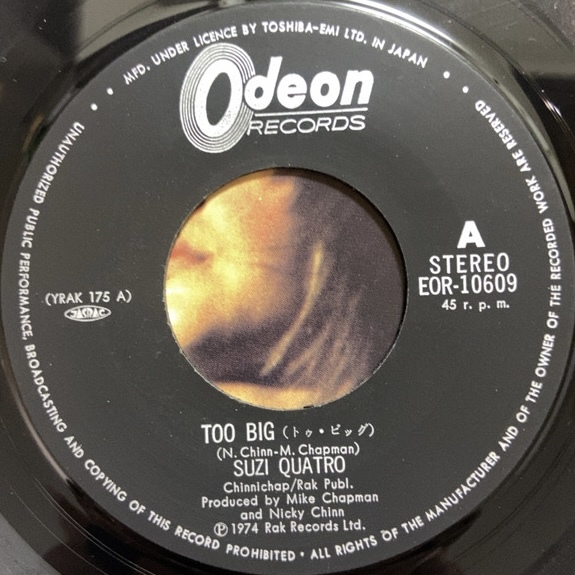 MFD. UNDER LICENCE BY TOSHIBA-EMI LTD. IN JAPAN
Odeon
RECORDS
A
STEREO
EOR-10609
45 r. p. m.
(YRAK 175 A)
JASRAC
TOO BIG (トゥ・ビッグ)
(N. Chinn-M. Chapman)
SUZI QUATRO
Chinnichap/Rak Publ.
Produced by Mike Chapman
and Nicky Chinn
Ⓟ1974 Rak Records Ltd.
UNAUTHORIZED PUBLIC PERFORMANCE, BROADCASTING AND COPYING OF THIS RECORD PROHIBITED • ALL RIGHTS OF THE MANUFACTURER AND OF THE OWNER OF THE RECORDED WORK ARE RESERVED